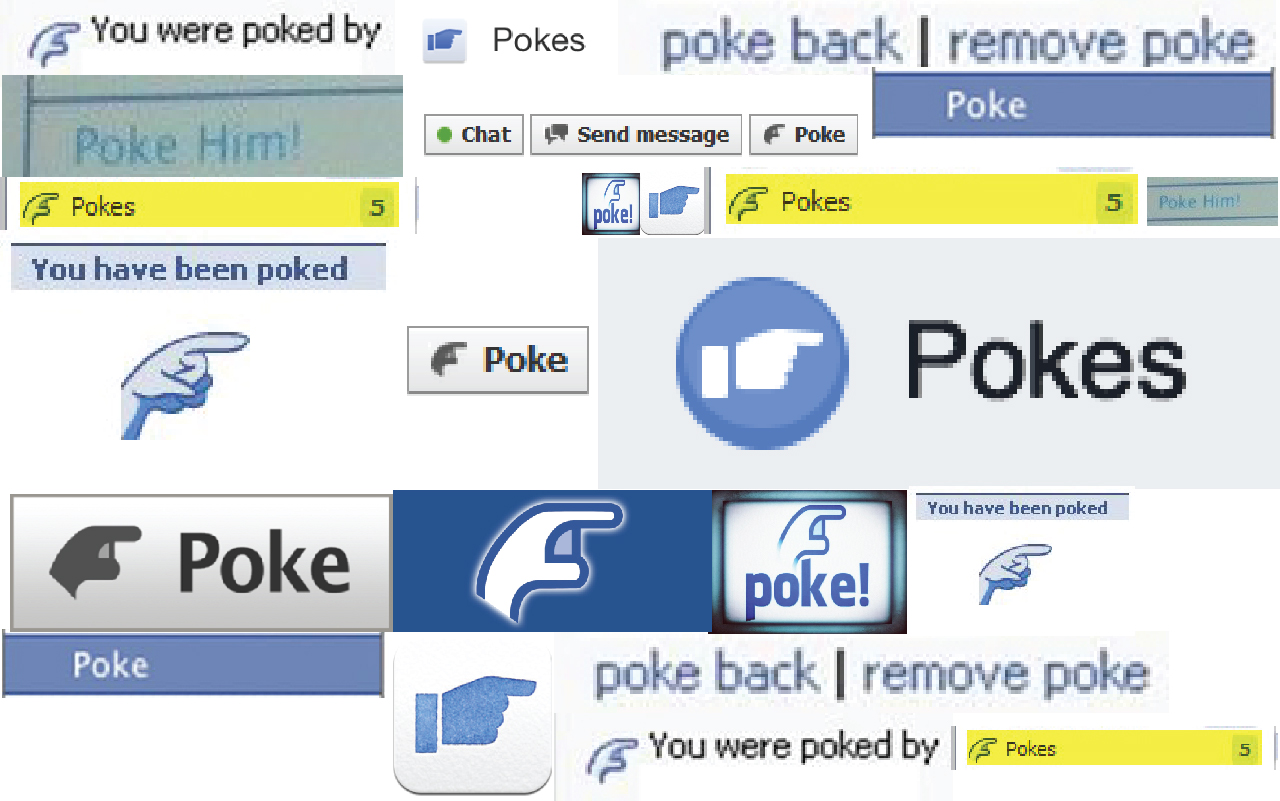 You were poked by
Pokes
poke back | remove poke
Poke
Poke Him!
Chat
Send message
Poke
Pokes 5
poke!
Pokes 5
Poke Him!
You have been poked
Poke
Pokes
Poke
poke!
You have been poked
Poke
poke back | remove poke
You were poked by
Pokes 5